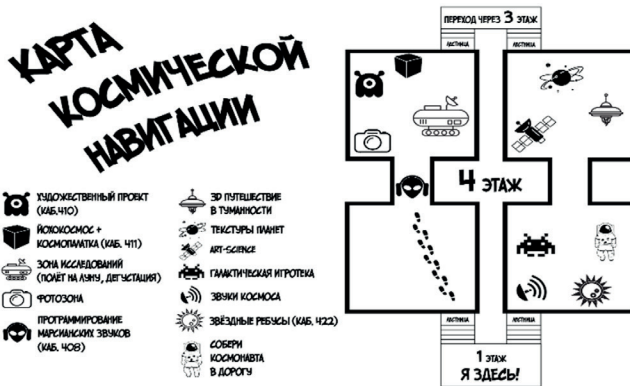 КАРТА
КОСМИЧЕСКОЙ
НАВИГАЦИИ
ХУДОЖЕСТВЕННЫЙ ПРОЕКТ
(КАБ.410)
ЙОХОКОСМОС +
КОСМОПАЛАТКА (КАБ. 411)
ЗОНА ИССЛЕДОВАНИЙ
(ПОЛЁТ НА ЛУНУ, ДЕГУСТАЦИЯ)
ФОТОЗОНА
ПРОГРАММИРОВАНИЕ
МАРСИАНСКИХ ЗВУКОВ
(КАБ. 408)
3D ПУТЕШЕСТВИЕ
В ТУМАННОСТИ
ТЕКСТУРЫ ПЛАНЕТ
ART-SCIENCE
ГАЛАКТИЧЕСКАЯ ИГРОТЕКА
ЗВУКИ КОСМОСА
ЗВЁЗДНЫЕ РЕБУСЫ (КАБ. 422)
СОБЕРИ
КОСМОНАВТА
В ДОРОГУ
ПЕРЕХОД ЧЕРЕЗ 3 ЭТАЖ
ЛЕСТНИЦА
ЛЕСТНИЦА
4 ЭТАЖ
ЛЕСТНИЦА
ЛЕСТНИЦА
1 ЭТАЖ
Я ЗДЕСЬ!